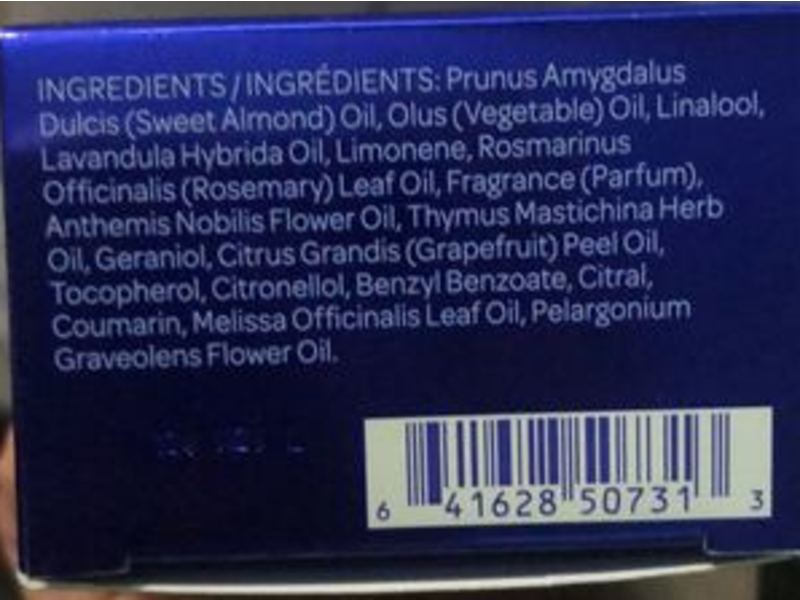 INGREDIENTS / INGRÉDIENTS: Prunus Amygdalus
Dulcis (Sweet Almond) Oil, Olus (Vegetable) Oil, Linalool,
Lavandula Hybrida Oil, Limonene, Rosmarinus
Officinalis (Rosemary) Leaf Oil, Fragrance (Parfum),
Anthemis Nobilis Flower Oil, Thymus Mastichina Herb
Oil, Geraniol, Citrus Grandis (Grapefruit) Peel Oil,
Tocopherol, Citronellol, Benzyl Benzoate, Citral,
Coumarin, Melissa Officinalis Leaf Oil, Pelargonium
Graveolens Flower Oil.
6 41628 50731 3